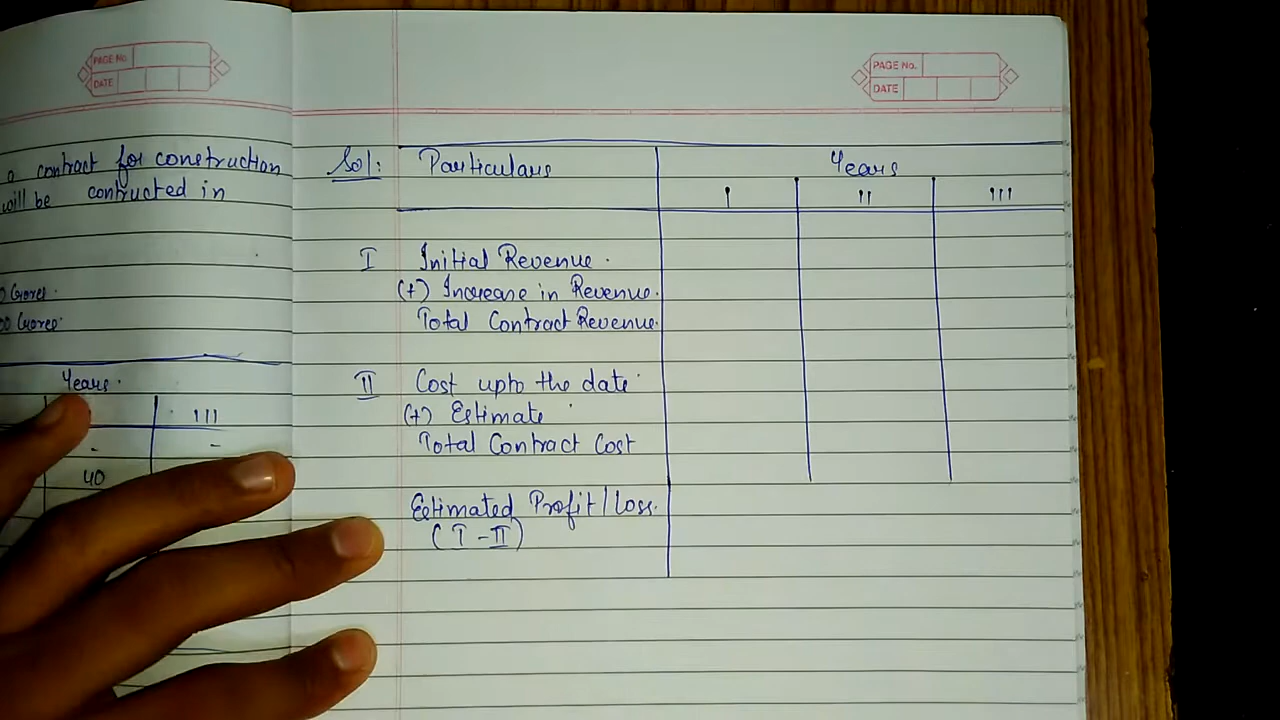 PAGE No.
DATE
a contract for construction
will be contructed in
Crores.
00 Crores.
Years.
III
-
-
40
PAGE No.
DATE
Sol: Particulars Years
I II III
I Initial Revenue.
(+) Increase in Revenue.
Total Contract Revenue.
II Cost upto the date
(+) Estimate
Total Contract Cost
Estimated Profit/Loss.
(I - II)